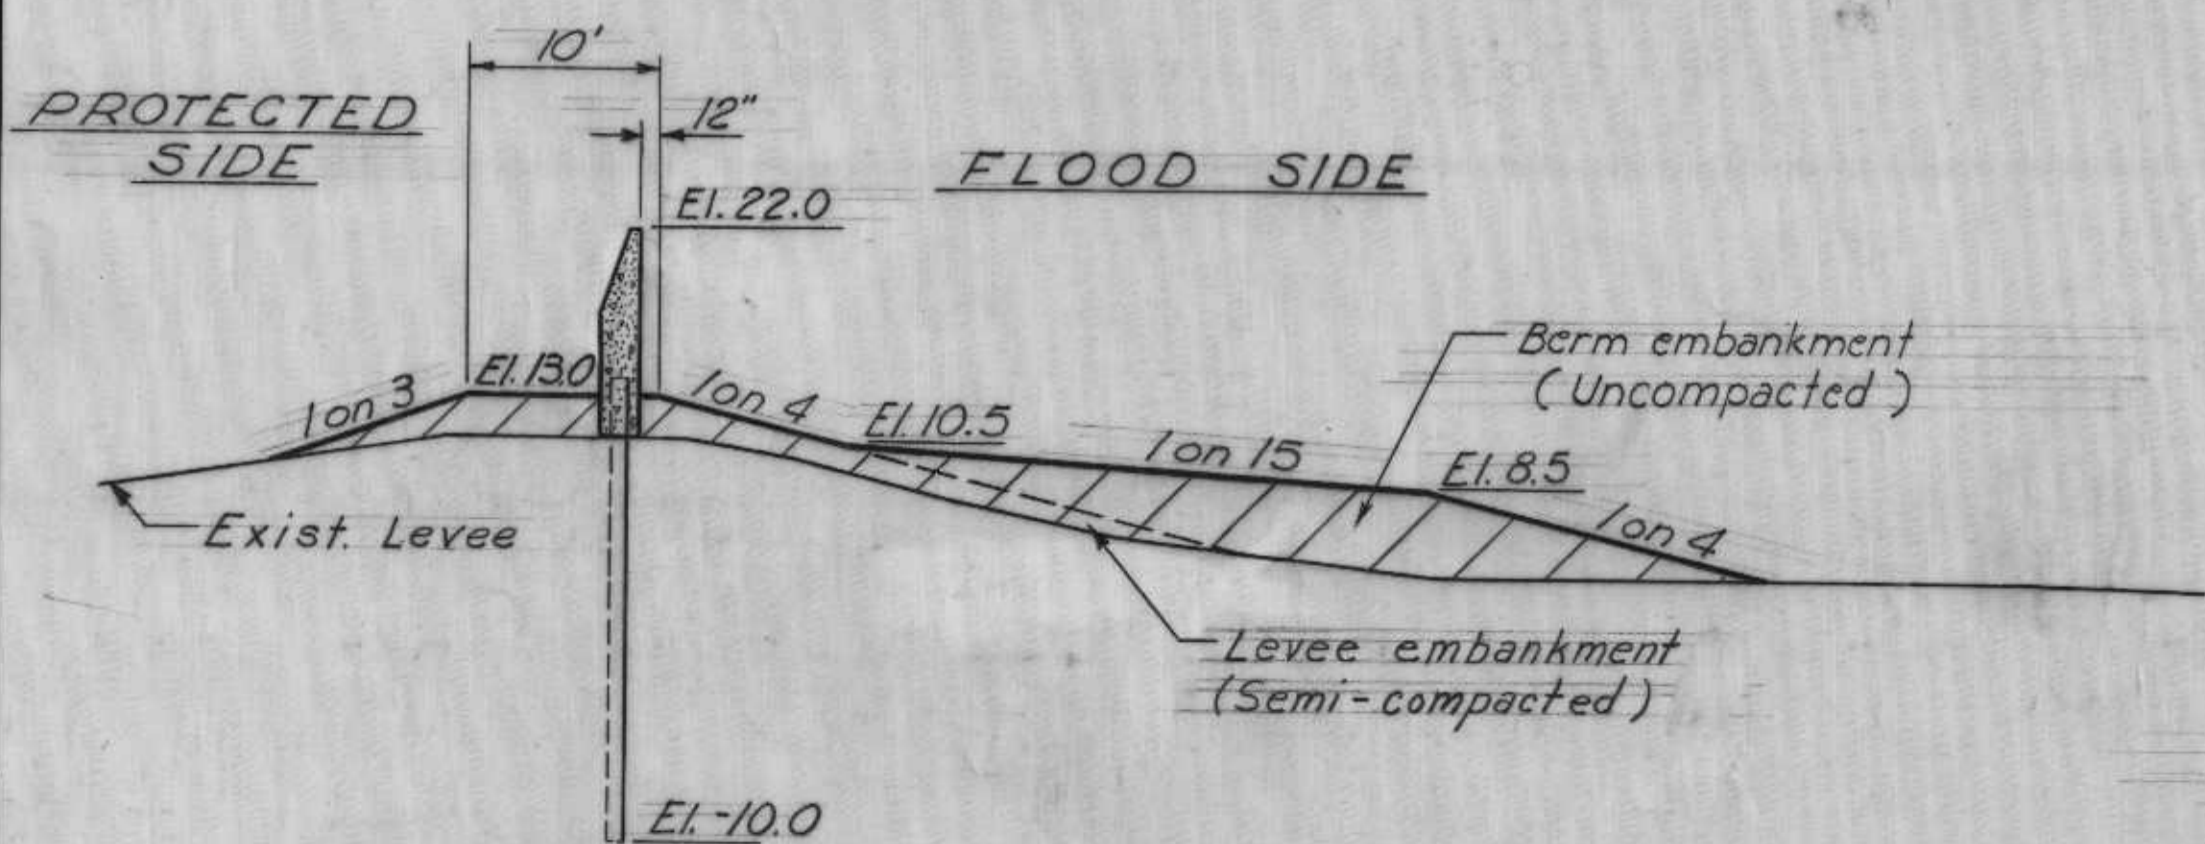 10'
PROTECTED
SIDE
12"
FLOOD SIDE
El. 22.0
1 on 3
El. 13.0
1 on 4
El. 10.5
1 on 15
El. 8.5
1 on 4
Berm embankment
(Uncompacted)
Exist. Levee
Levee embankment
(Semi-compacted)
El. -10.0